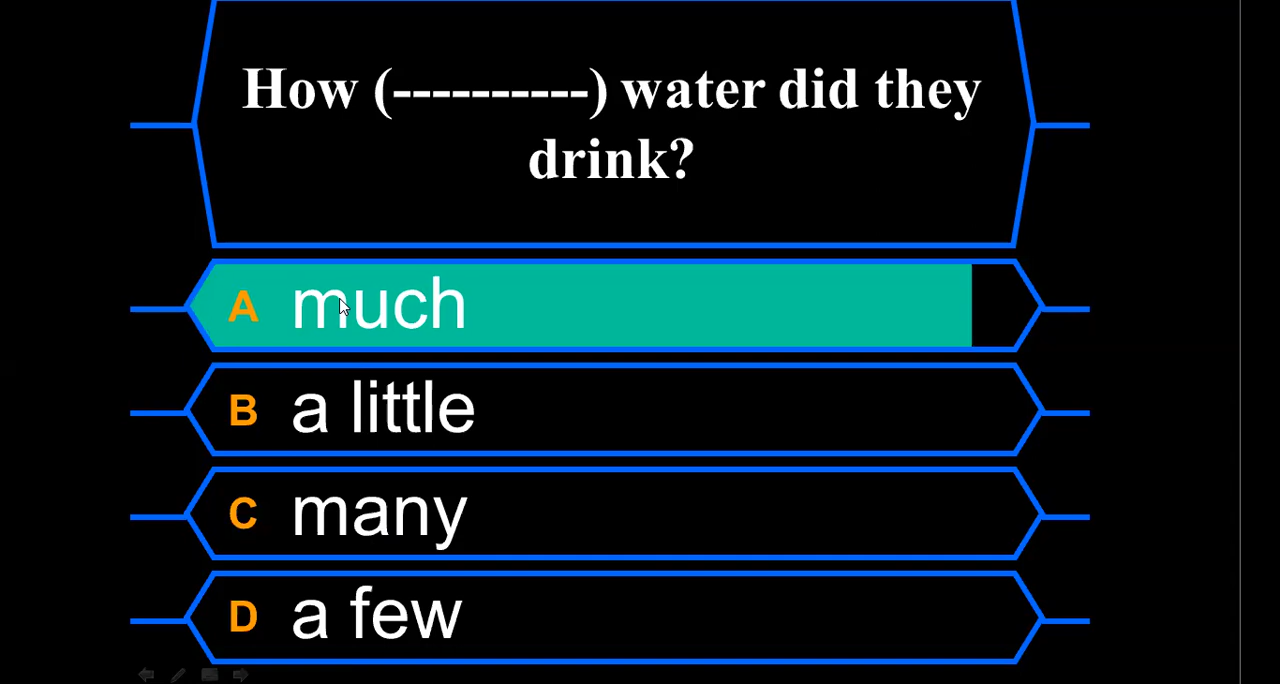 How (----------) water did they
drink?
A much
B a little
C many
D a few